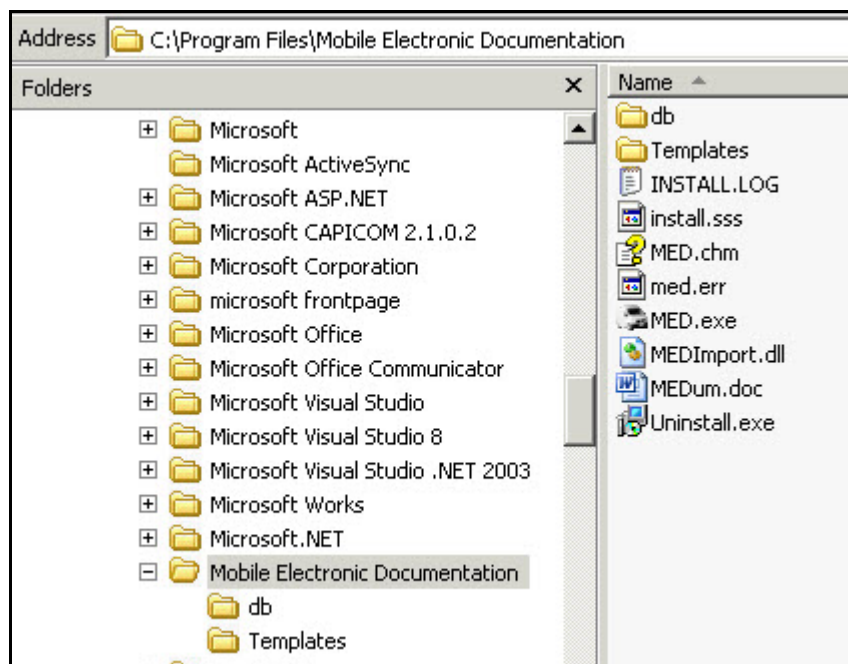 Address C:\Program Files\Mobile Electronic Documentation
Folders
Microsoft
Microsoft ActiveSync
Microsoft ASP.NET
Microsoft CAPICOM 2.1.0.2
Microsoft Corporation
microsoft frontpage
Microsoft Office
Microsoft Office Communicator
Microsoft Visual Studio
Microsoft Visual Studio 8
Microsoft Visual Studio .NET 2003
Microsoft Works
Microsoft.NET
Mobile Electronic Documentation
db
Templates
Name
db
Templates
INSTALL.LOG
install.sss
MED.chm
med.err
MED.exe
MEDImport.dll
MEDum.doc
Uninstall.exe